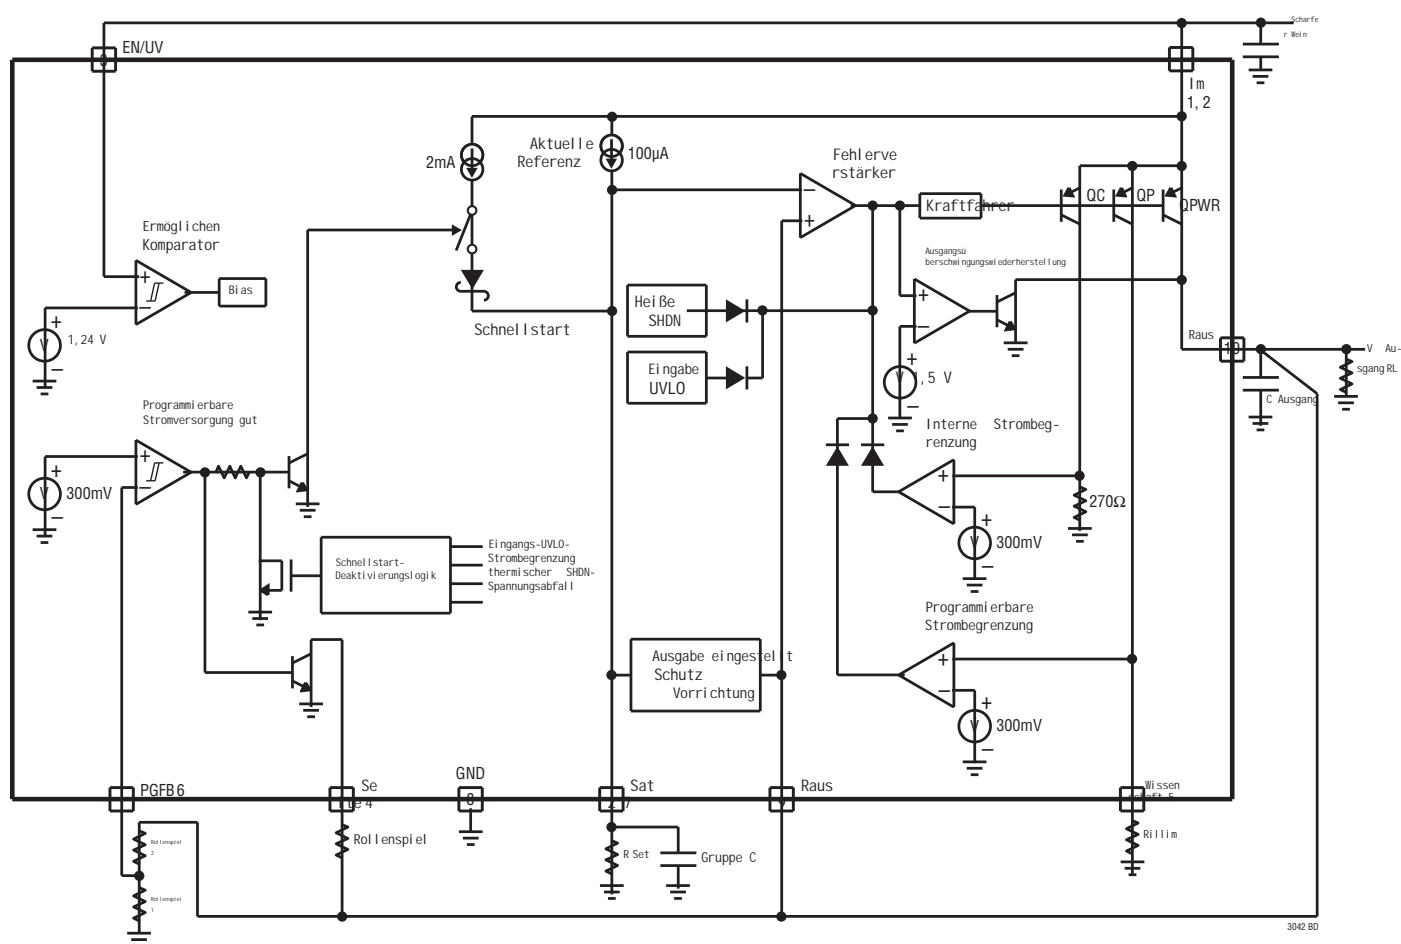 Scharfe
r Wein
EN/UV
Im
1, 2
Aktuelle
Referenz
2mA
100µA
Fehlerve
rstärker
Kraftfahrer
QC
QP
QPWR
Ermöglichen
Komparator
Bias
1,24 V
Ausgangsü
berschwingungswiederherstellung
Heiße
SHDN
Schnellstart
Eingabe
UVLO
,5 V
Raus
10
V Au-
sgang RL
C Ausgang
Programmierbare
Stromversorgung gut
300mV
Interne Strombeg-
renzung
270Ω
300mV
Schnellstart-
Deaktivierungslogik
Eingangs-UVLO-
Strombegrenzung
thermischer SHDN-
Spannungsabfall
Programmierbare
Strombegrenzung
300mV
Ausgabe eingestellt
Schutz
Vorrichtung
PGFB 6
Se
te 4
GND
8
Sat
Raus
Wissen
schaft 5
Rollenspiel
2
Rollenspiel
1
Rollenspiel
R Set
Gruppe C
Rillim
3042 BD